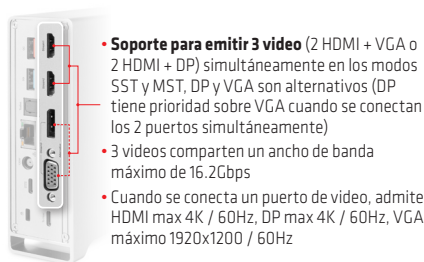 • Soporte para emitir 3 video (2 HDMI + VGA o
2 HDMI + DP) simultáneamente en los modos
SST y MST, DP y VGA son alternativos (DP
tiene prioridad sobre VGA cuando se conectan
los 2 puertos simultáneamente)
• 3 videos comparten un ancho de banda
máximo de 16.2Gbps
• Cuando se conecta un puerto de video, admite
HDMI max 4K / 60Hz, DP max 4K / 60Hz, VGA
máximo 1920x1200 / 60Hz